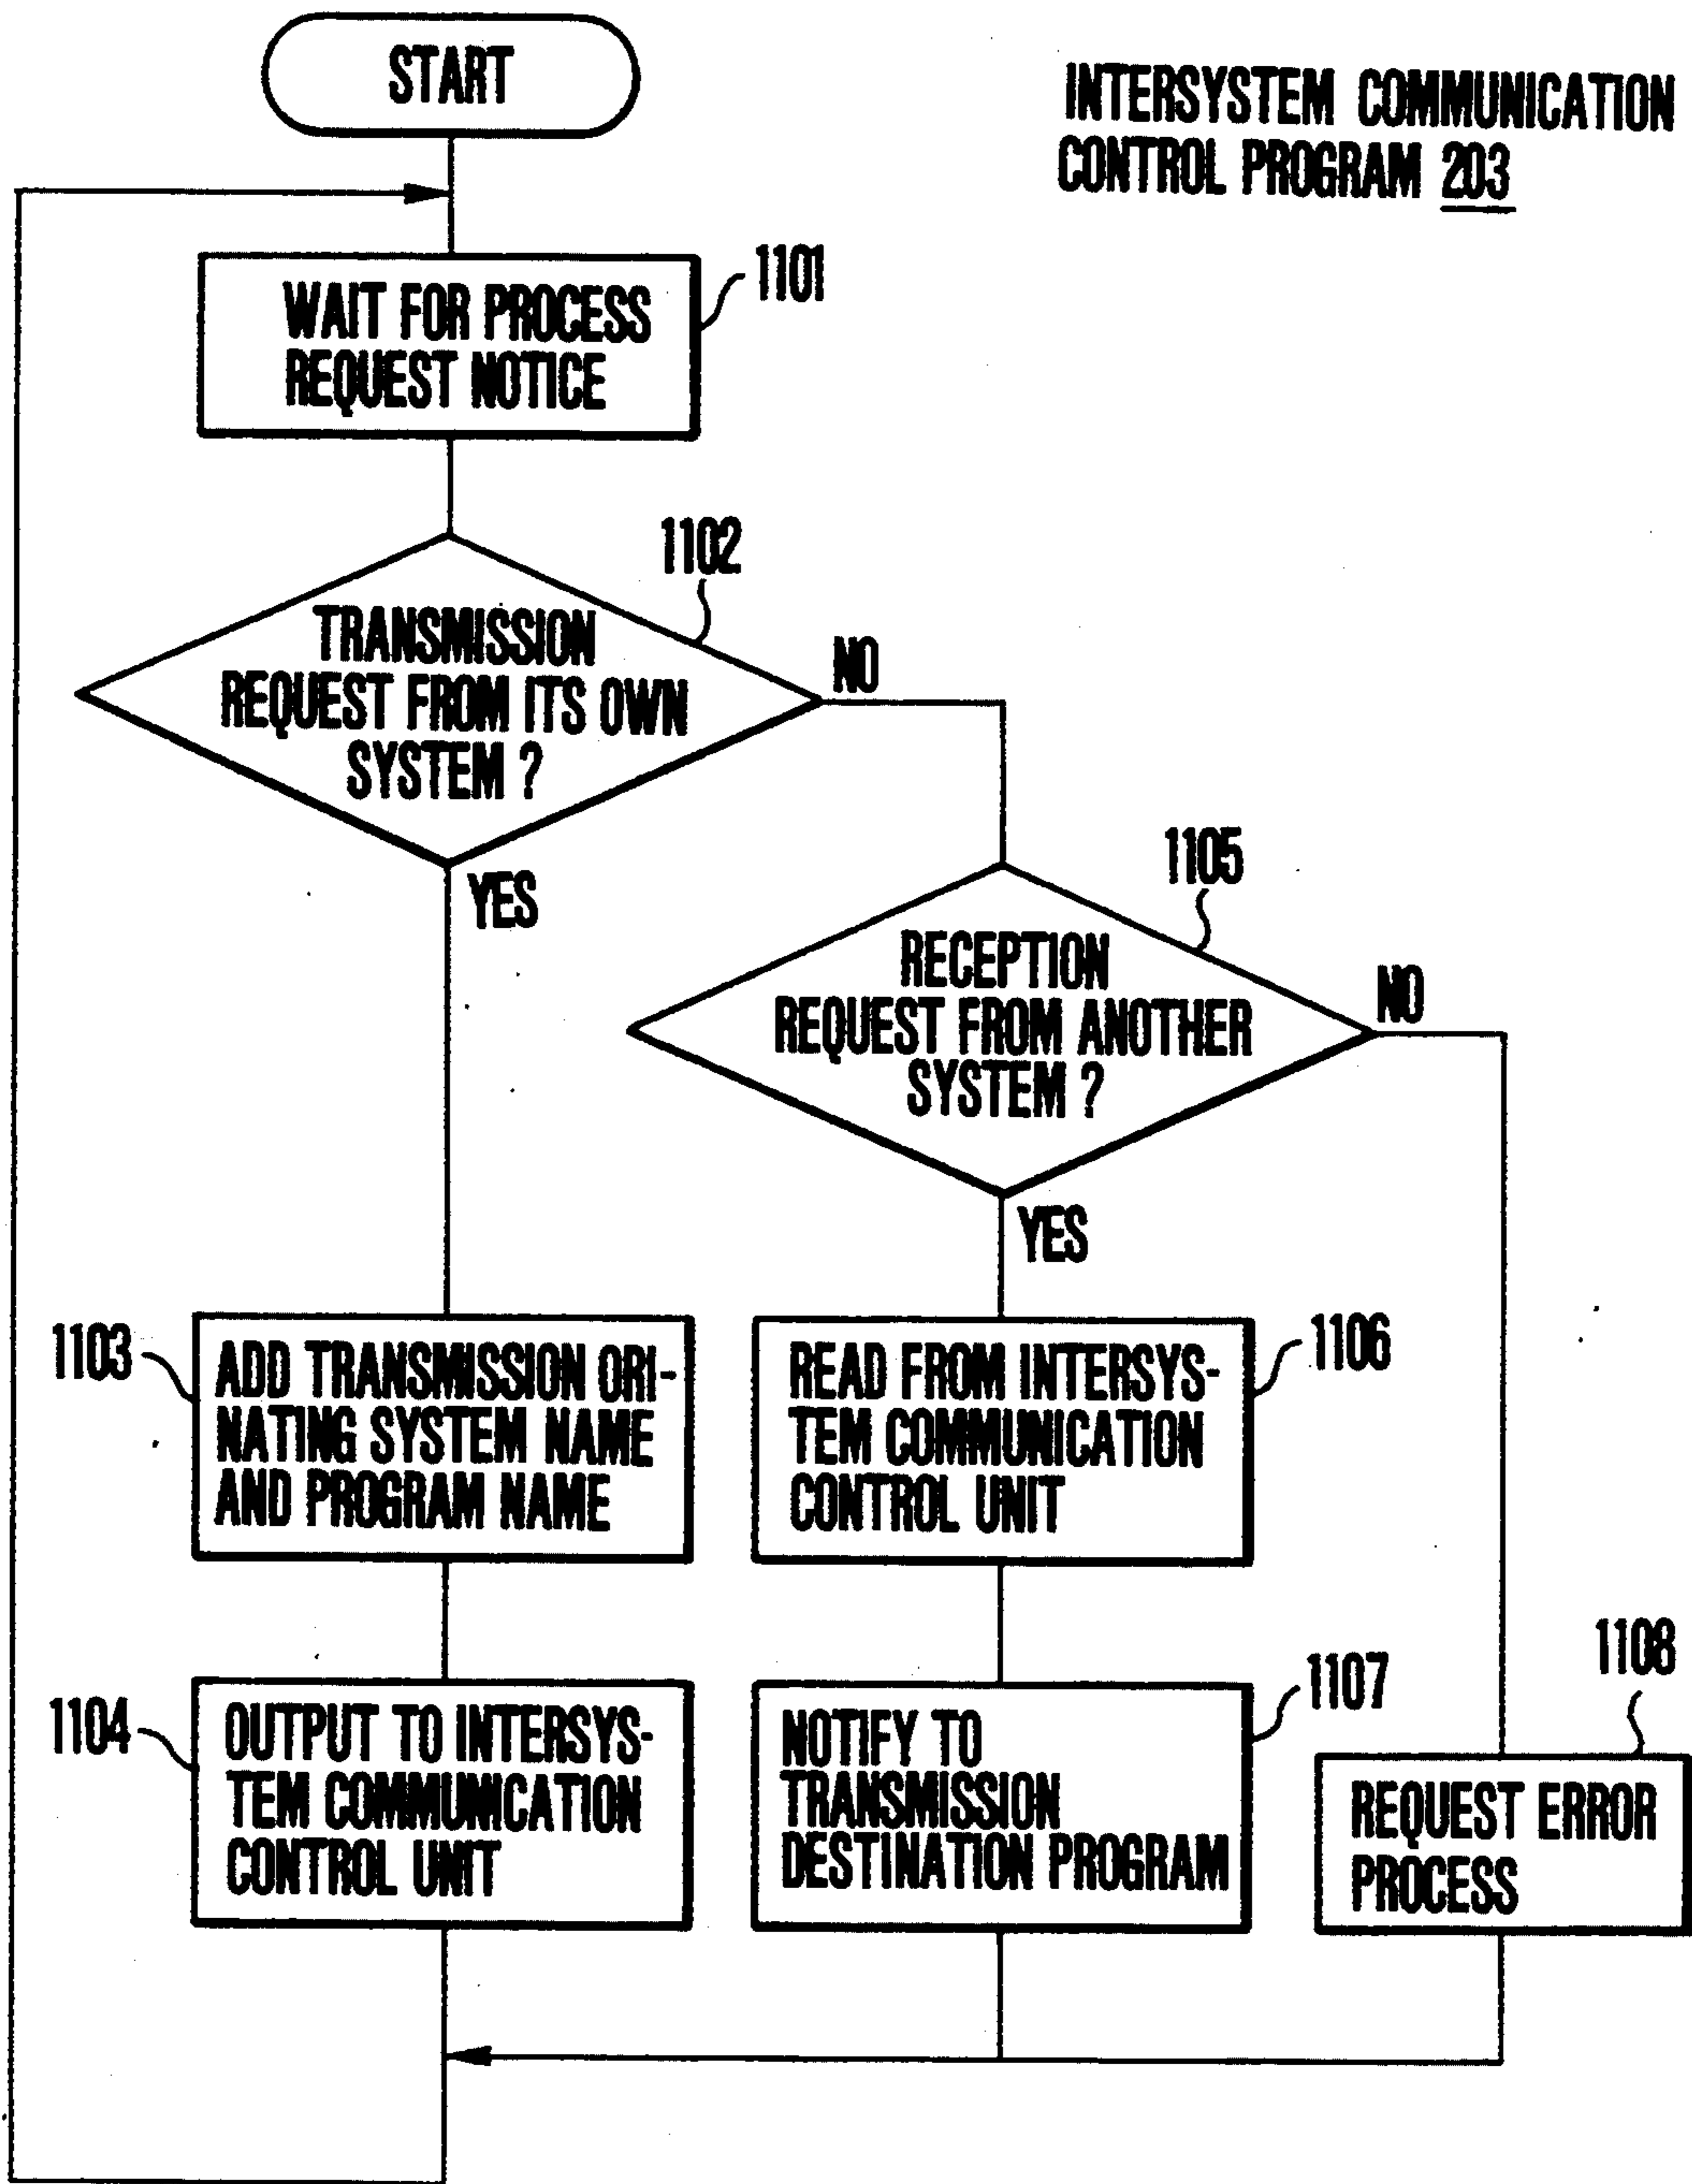 START
INTERSYSTEM COMMUNICATION
CONTROL PROGRAM 203
1101
WAIT FOR PROCESS
REQUEST NOTICE
1102
TRANSMISSION
REQUEST FROM ITS OWN
SYSTEM ?
NO
YES
1105
RECEPTION
REQUEST FROM ANOTHER
SYSTEM ?
NO
YES
1103
ADD TRANSMISSION ORI-
NATING SYSTEM NAME
AND PROGRAM NAME
1106
READ FROM INTERSYS-
TEM COMMUNICATION
CONTROL UNIT
1104
OUTPUT TO INTERSYS-
TEM COMMUNICATION
CONTROL UNIT
1107
NOTIFY TO
TRANSMISSION
DESTINATION PROGRAM
1108
REQUEST ERROR
PROCESS